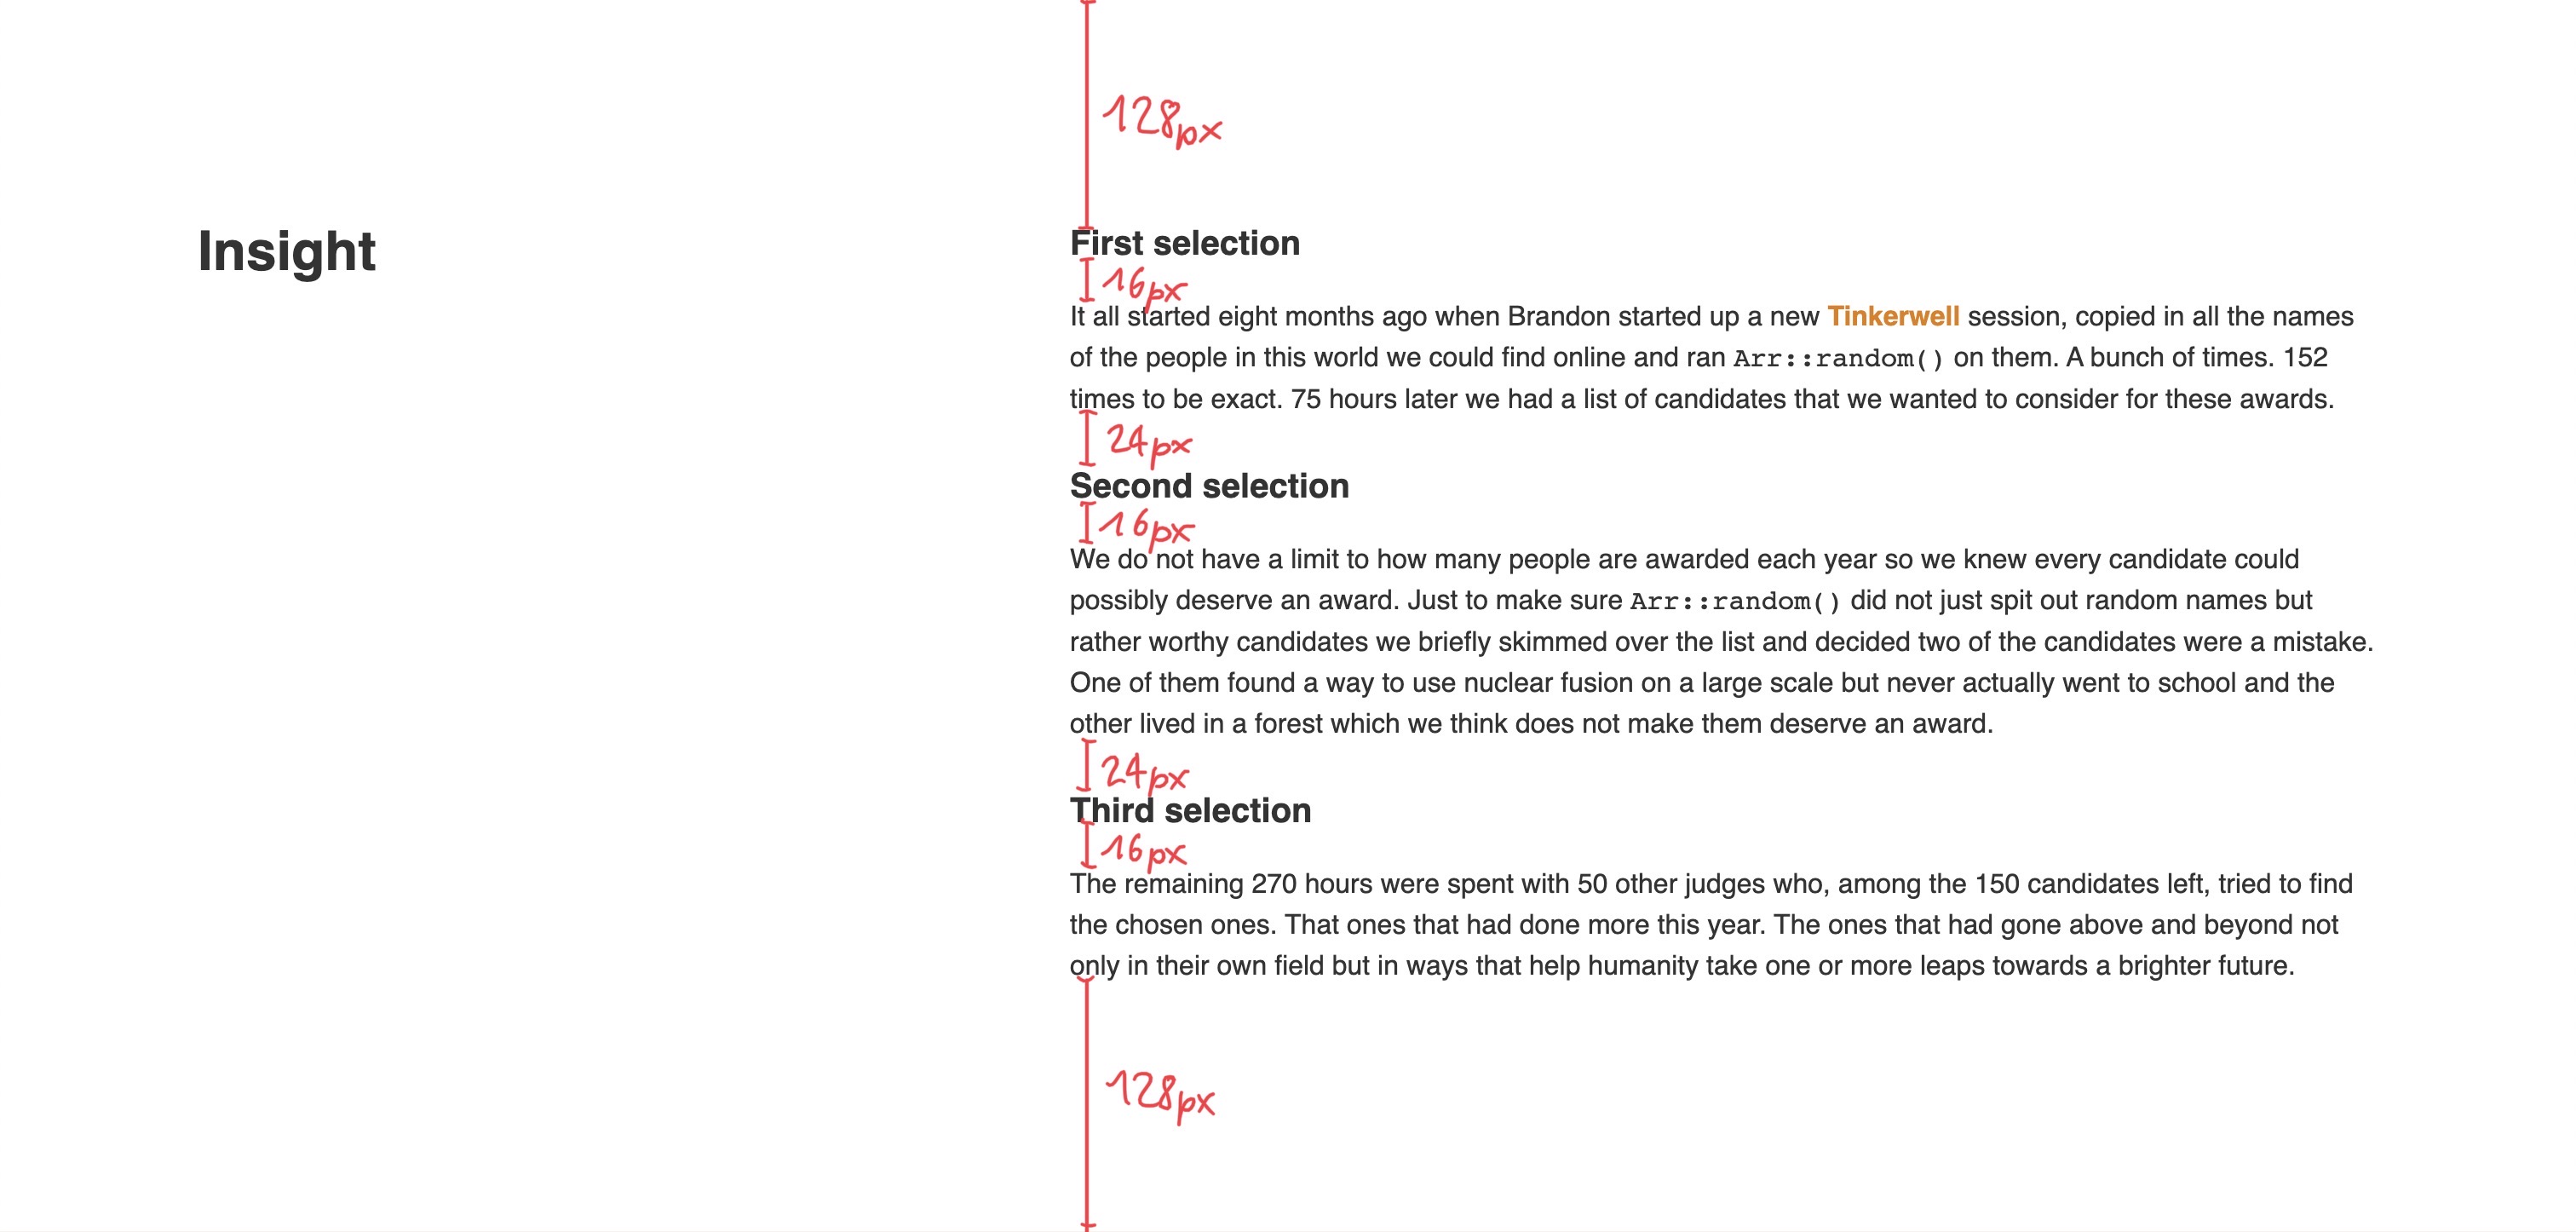 128px
Insight
First selection
16px
It all started eight months ago when Brandon started up a new Tinkerwell session, copied in all the names
of the people in this world we could find online and ran Arr::random() on them. A bunch of times. 152
times to be exact. 75 hours later we had a list of candidates that we wanted to consider for these awards.
24px
Second selection
16px
We do not have a limit to how many people are awarded each year so we knew every candidate could
possibly deserve an award. Just to make sure Arr::random() did not just spit out random names but
rather worthy candidates we briefly skimmed over the list and decided two of the candidates were a mistake.
One of them found a way to use nuclear fusion on a large scale but never actually went to school and the
other lived in a forest which we think does not make them deserve an award.
24px
Third selection
16px
The remaining 270 hours were spent with 50 other judges who, among the 150 candidates left, tried to find
the chosen ones. That ones that had done more this year. The ones that had gone above and beyond not
only in their own field but in ways that help humanity take one or more leaps towards a brighter future.
128px